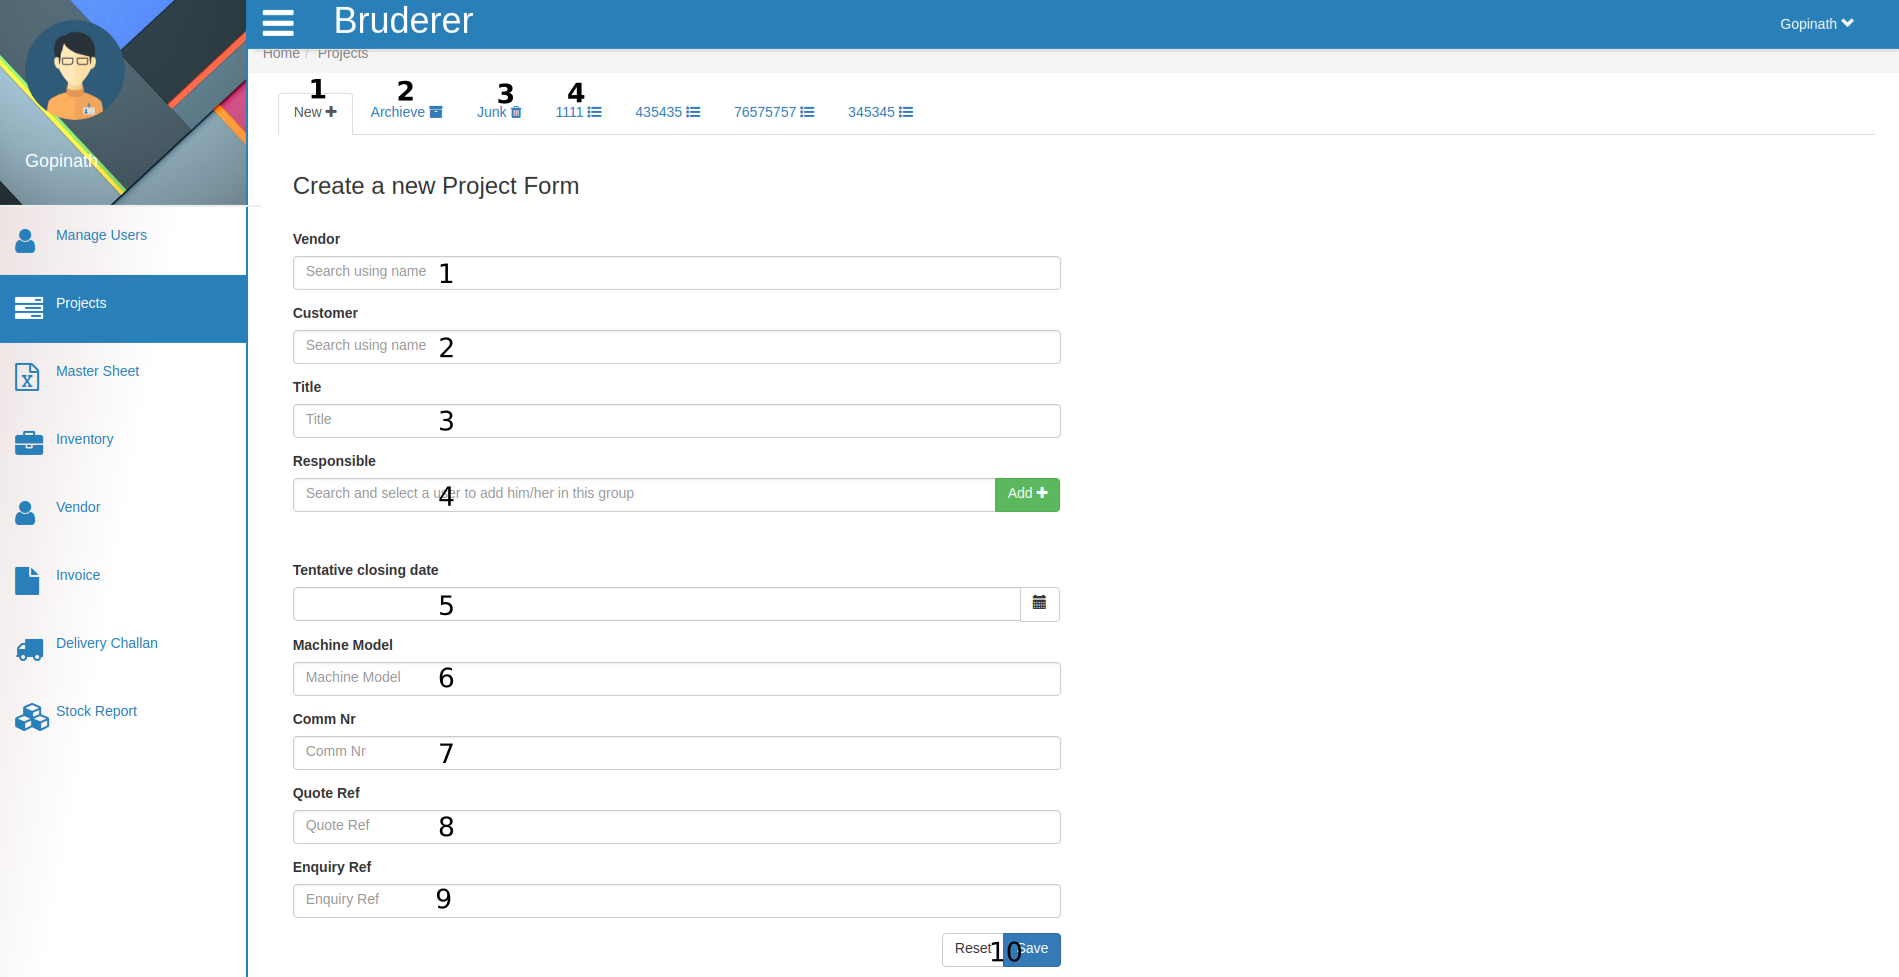 Bruderer
Gopinath
Home / Projects
1 2 3 4
New Archieve Junk 1111 435435 76575757 345345
Gopinath
Manage Users
Projects
Master Sheet
Inventory
Vendor
Invoice
Delivery Challan
Stock Report
Create a new Project Form
Vendor
Search using name 1
Customer
Search using name 2
Title
Title 3
Responsible
Search and select a user to add him/her in this group 4 Add
Tentative closing date
5
Machine Model
Machine Model 6
Comm Nr
Comm Nr 7
Quote Ref
Quote Ref 8
Enquiry Ref
Enquiry Ref 9
Reset 10 Save